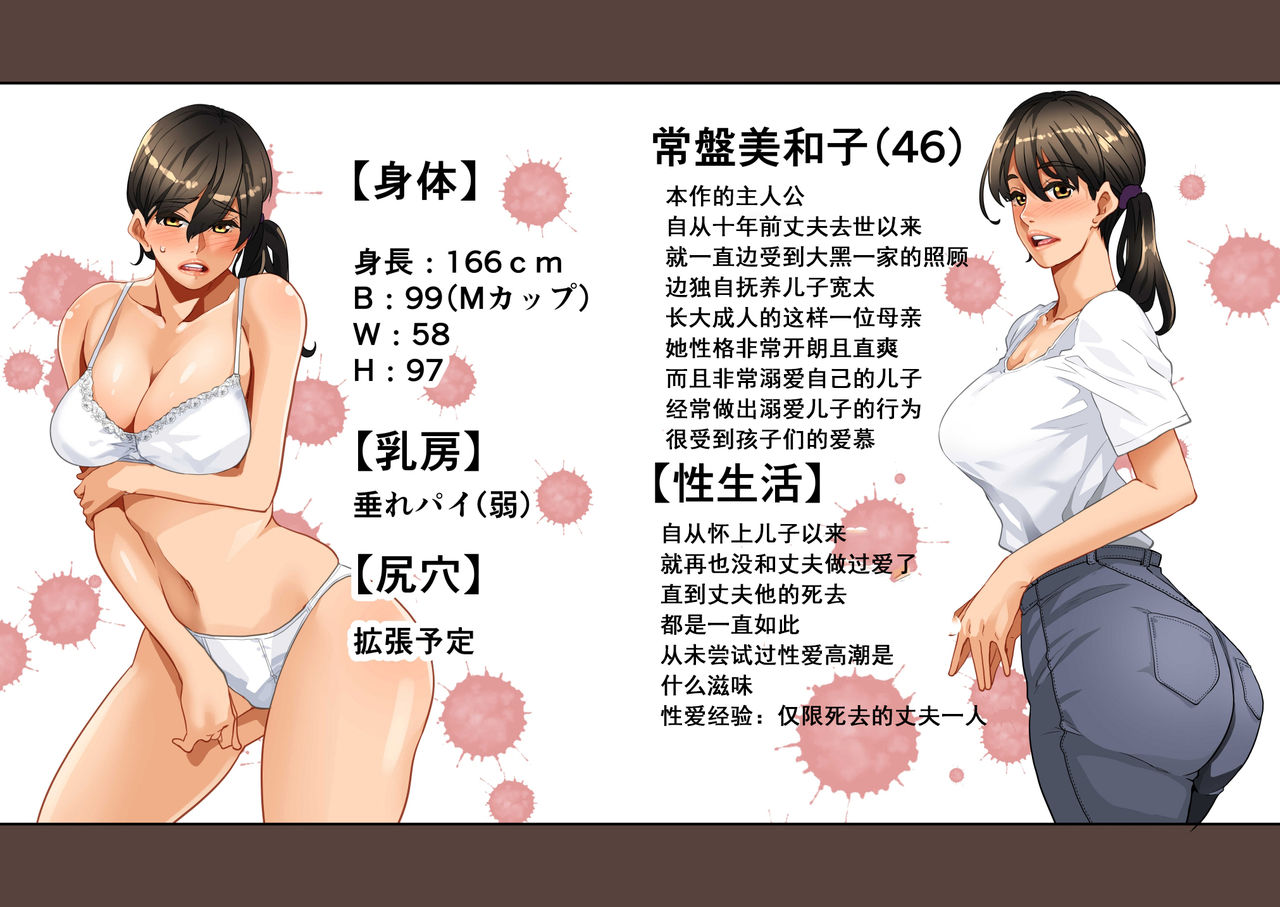 【身体】
身長：166cm
B：99(Mカップ)
W：58
H：97
【乳房】
垂れパイ(弱)
【尻穴】
拡張予定
常盤美和子(46)
本作的主人公
自从十年前丈夫去世以来
就一直边受到大黑一家的照顾
边独自抚养儿子宽太
长大成人的这样一位母亲
她性格非常开朗且直爽
而且非常溺爱自己的儿子
经常做出溺爱儿子的行为
很受到孩子们的爱慕
【性生活】
自从怀上儿子以来
就再也没和丈夫做过爱了
直到丈夫他的死去
都是一直如此
从未尝试过性爱高潮是
什么滋味
性爱经验：仅限死去的丈夫一人